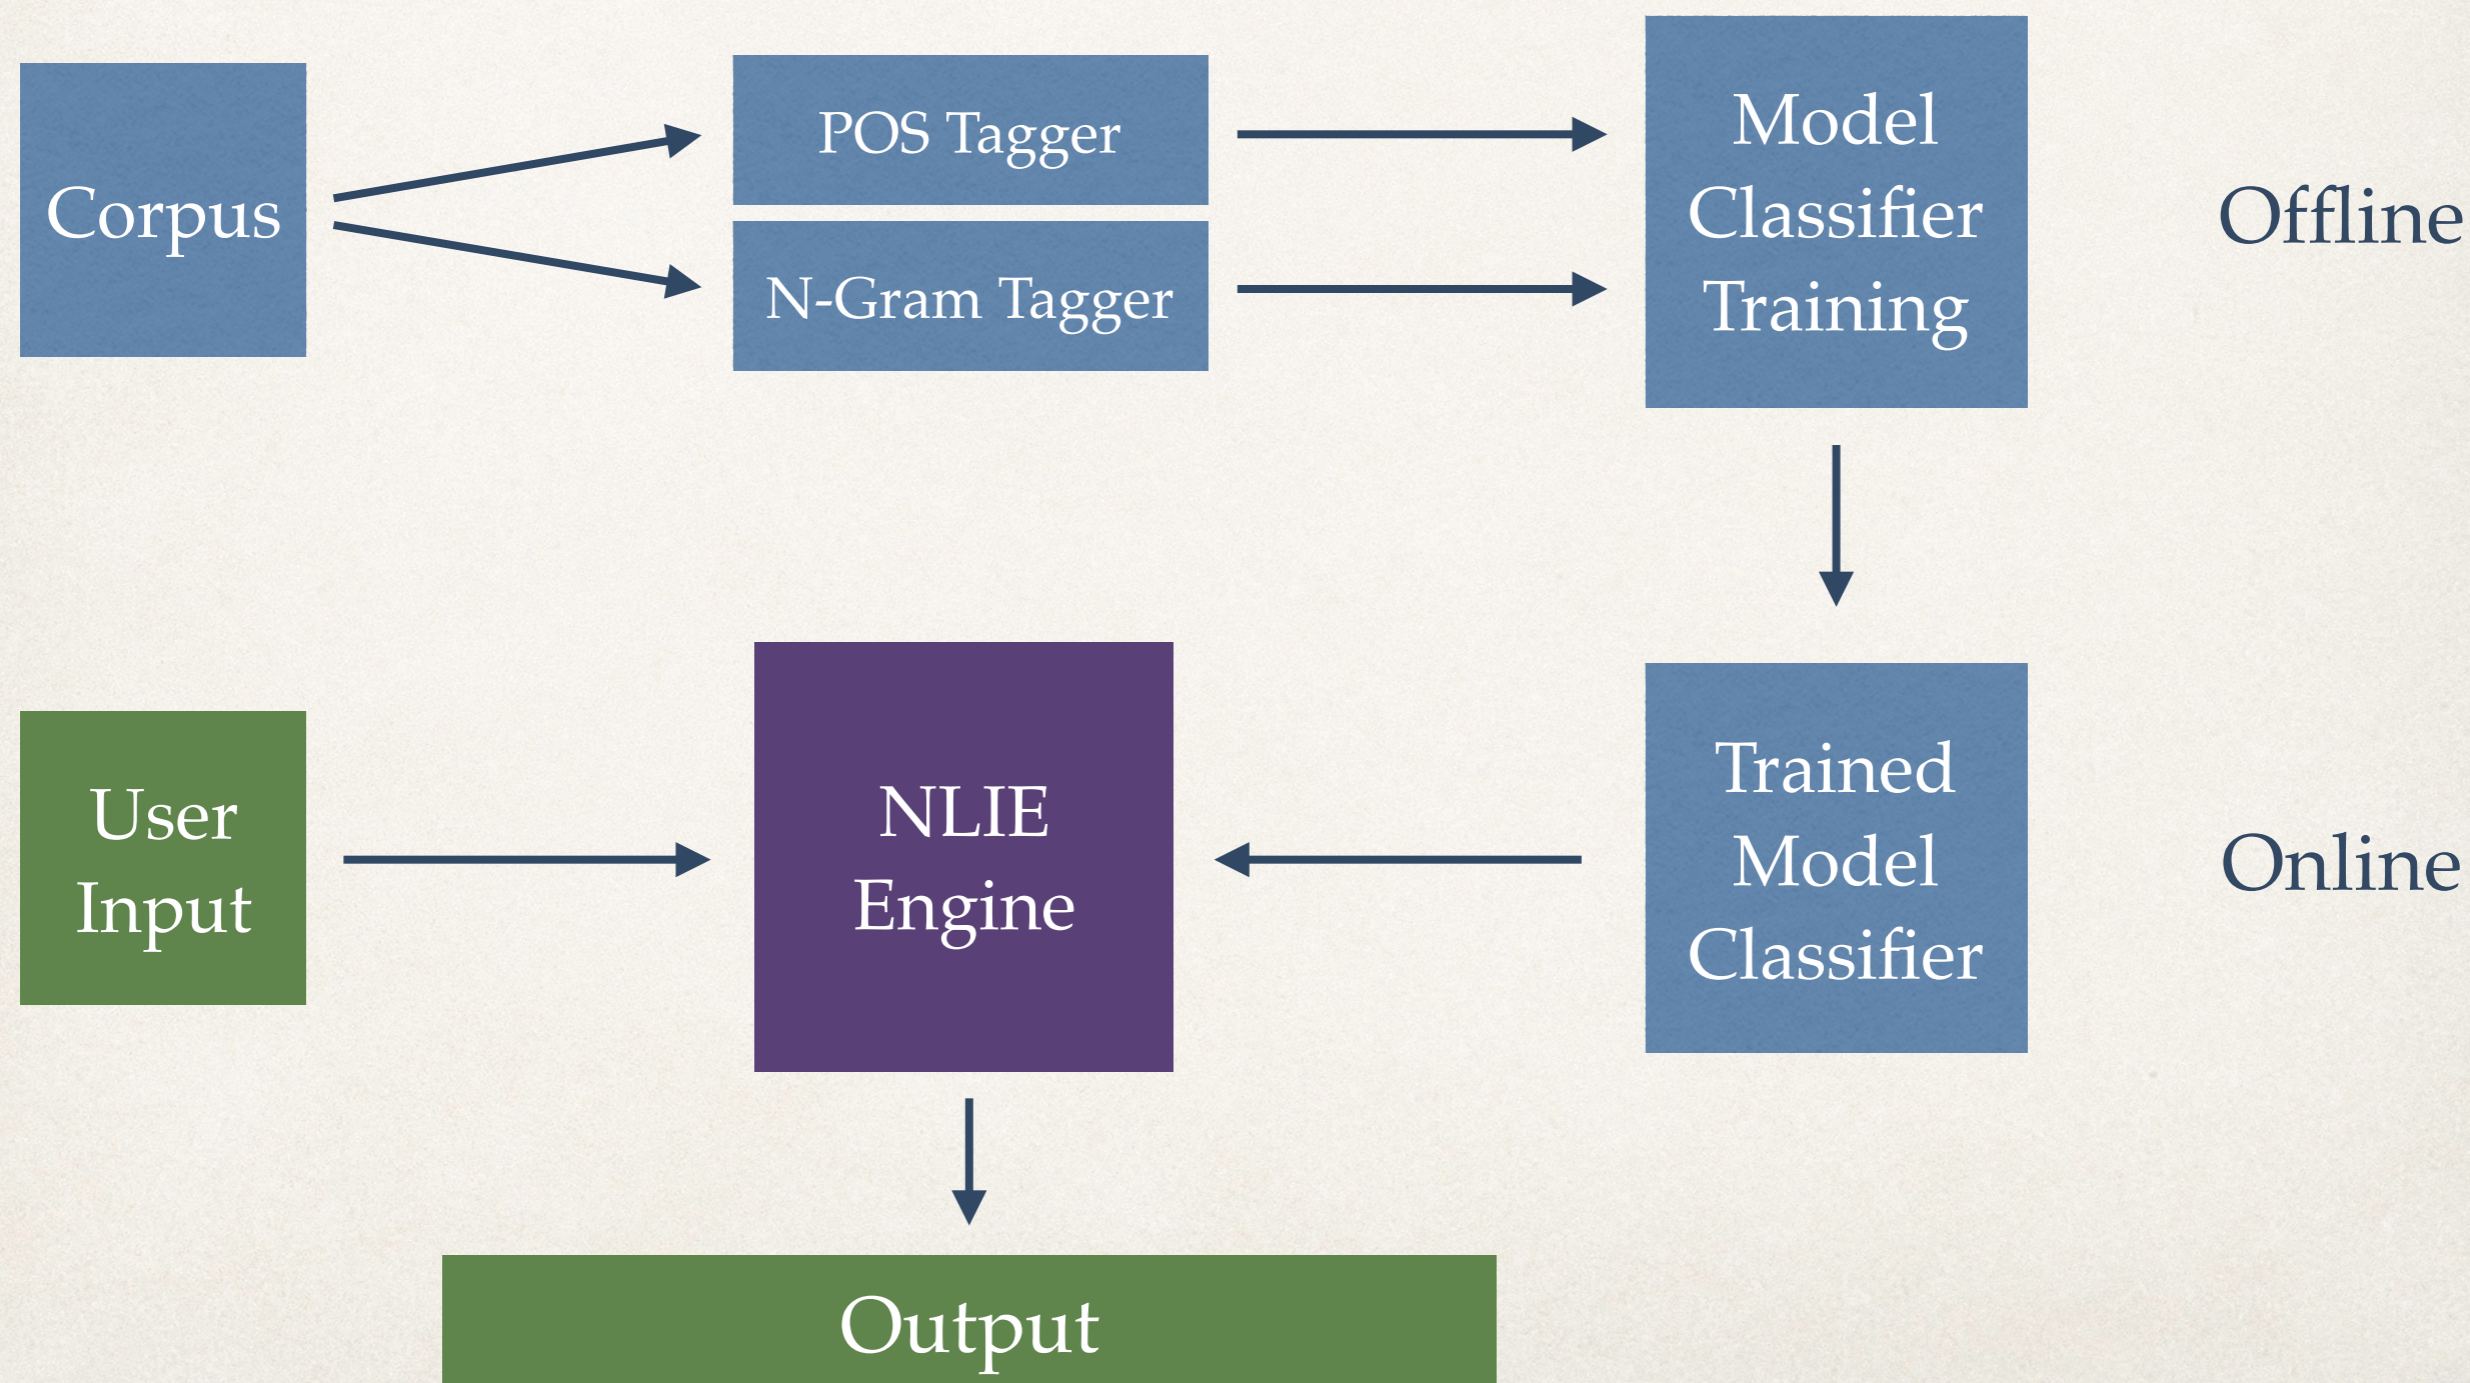 Corpus
POS Tagger
N-Gram Tagger
Model
Classifier
Training
Offline
User
Input
NLIE
Engine
Trained
Model
Classifier
Online
Output